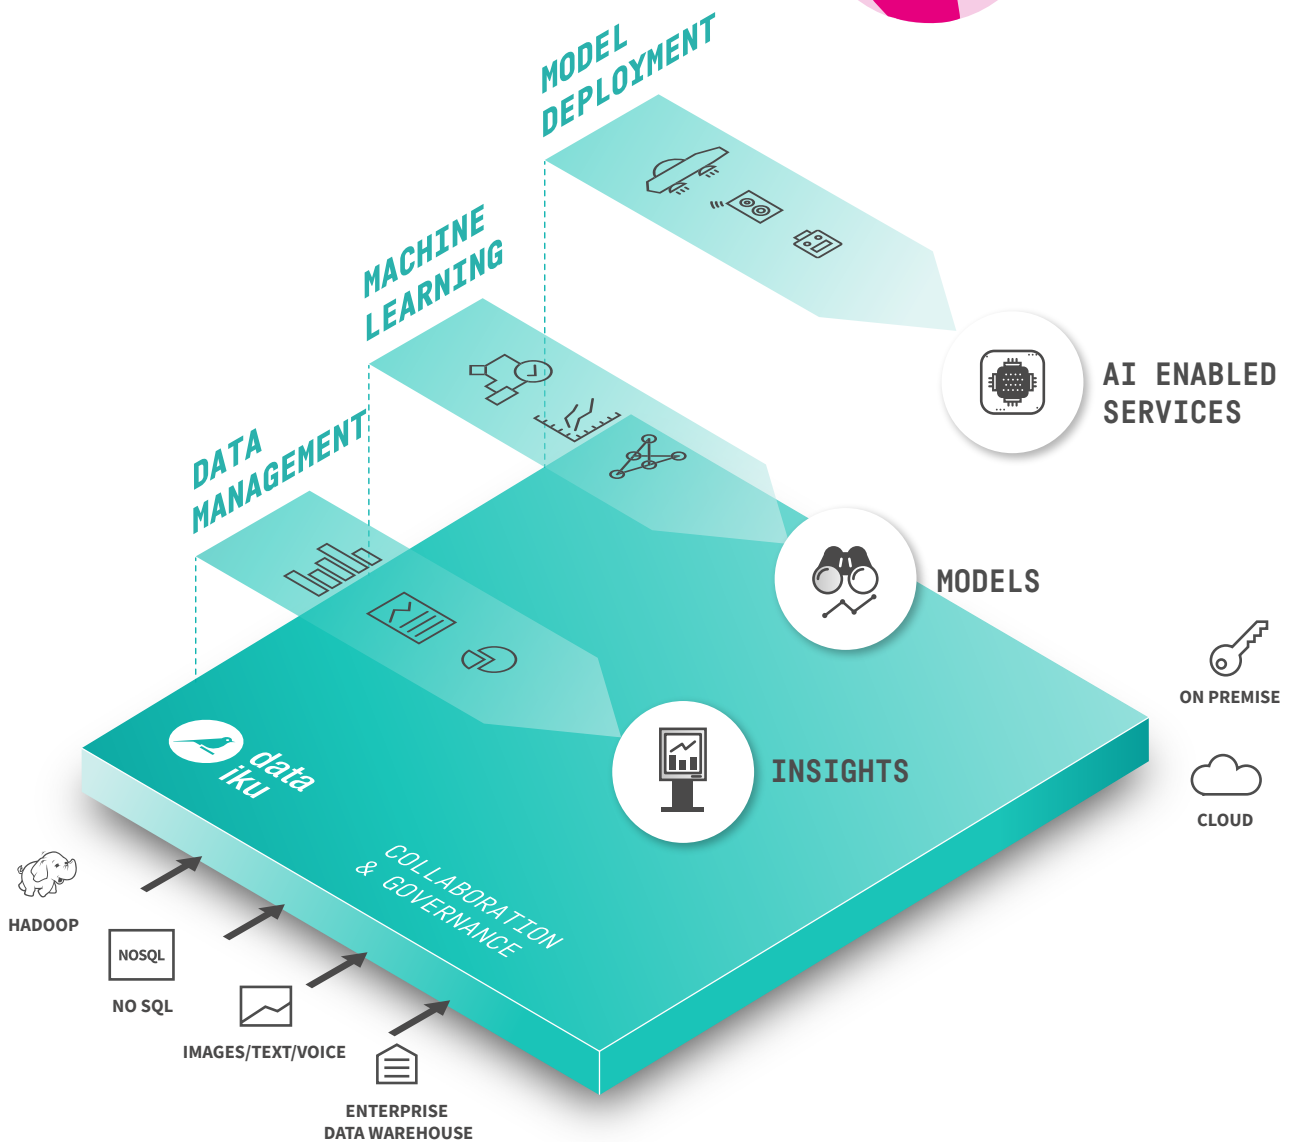 MODEL
DEPLOYMENT
MACHINE
LEARNING
DATA
MANAGEMENT
AI ENABLED
SERVICES
MODELS
INSIGHTS
ON PREMISE
CLOUD
data
iku
COLLABORATION
& GOVERNANCE
HADOOP
NOSQL
NO SQL
IMAGES/TEXT/VOICE
ENTERPRISE
DATA WAREHOUSE